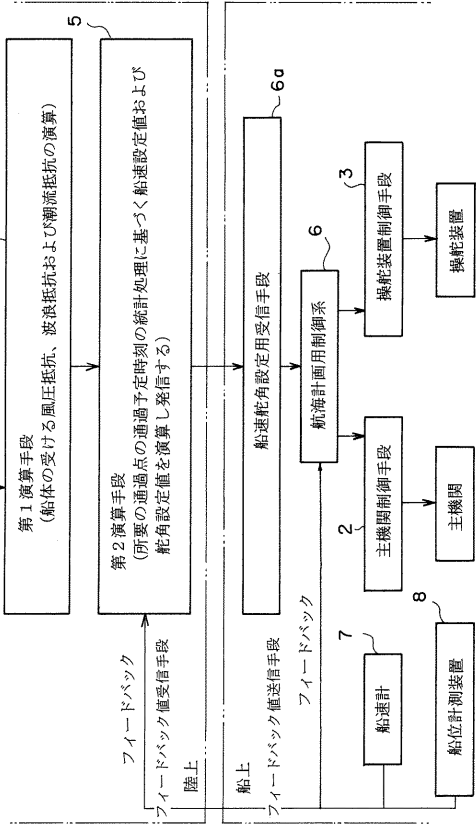 第1演算手段
(船体の受ける風圧抵抗、波浪抵抗および潮流抵抗の演算)
5
第2演算手段
(所要の通過点の通過予定時刻の統計処理に基づく船速設定値および
舵角設定値を演算し発信する)
フィードバック
フィードバック値受信手段
陸上
船上
フィードバック値送信手段
6a
船速舵角設定用受信手段
フィードバック
6
航海計画用制御系
2
主機関制御手段
3
操舵装置制御手段
主機関
操舵装置
7
船速計
8
船位計測装置